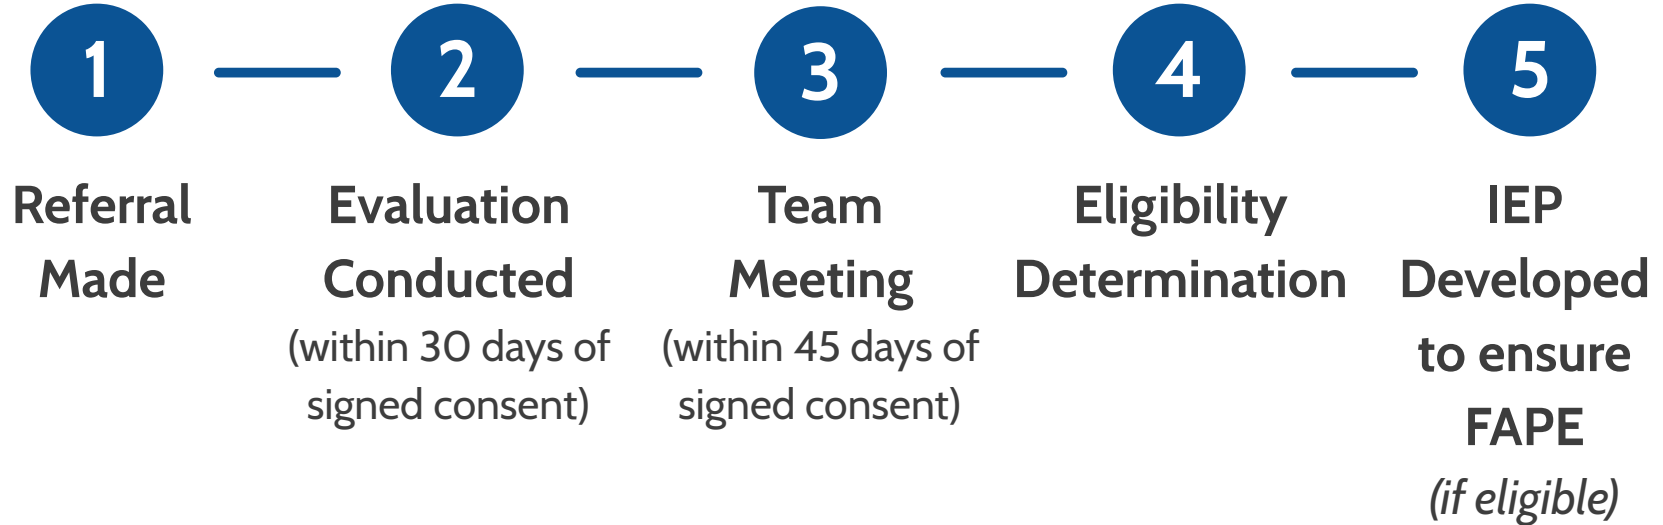 1
Referral
Made
2
Evaluation
Conducted
(within 30 days of
signed consent)
3
Team
Meeting
(within 45 days of
signed consent)
4
Eligibility
Determination
5
IEP
Developed
to ensure
FAPE
(if eligible)